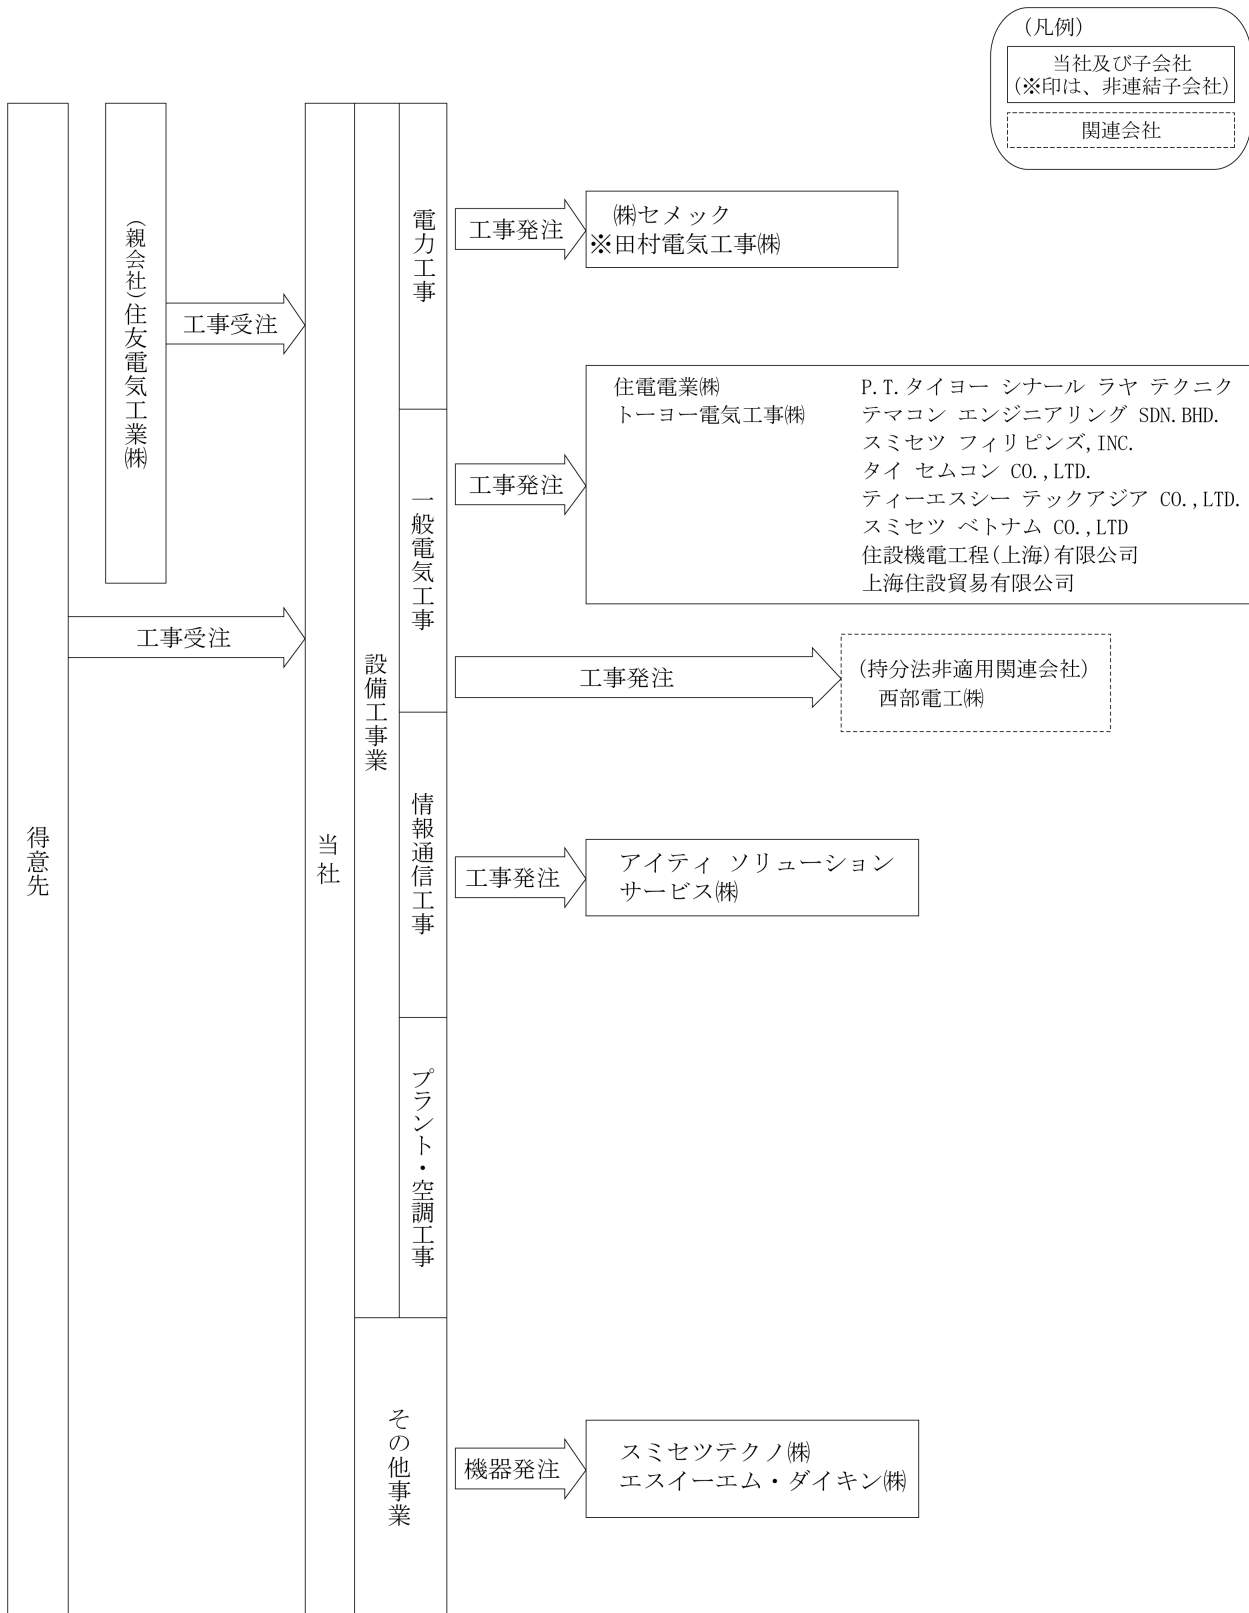 (凡例)
当社及び子会社
(※印は、非連結子会社)
関連会社
得意先
(親会社)住友電気工業㈱
工事受注
工事受注
当社
設備工事業
電力工事
工事発注
㈱セメック
※田村電気工事㈱
一般電気工事
工事発注
住電電業㈱
トーヨー電気工事㈱
P.T.タイヨー シナール ラヤ テクニク
テマコン エンジニアリング SDN.BHD.
スミセツ フィリピンズ,INC.
タイ セムコン CO.,LTD.
ティーエスシー テックアジア CO.,LTD.
スミセツ ベトナム CO.,LTD
住設機電工程(上海)有限公司
上海住設貿易有限公司
工事発注
(持分法非適用関連会社)
西部電工㈱
情報通信工事
工事発注
アイティ ソリューション
サービス㈱
プラント・空調工事
その他事業
機器発注
スミセツテクノ㈱
エスイーエム・ダイキン㈱